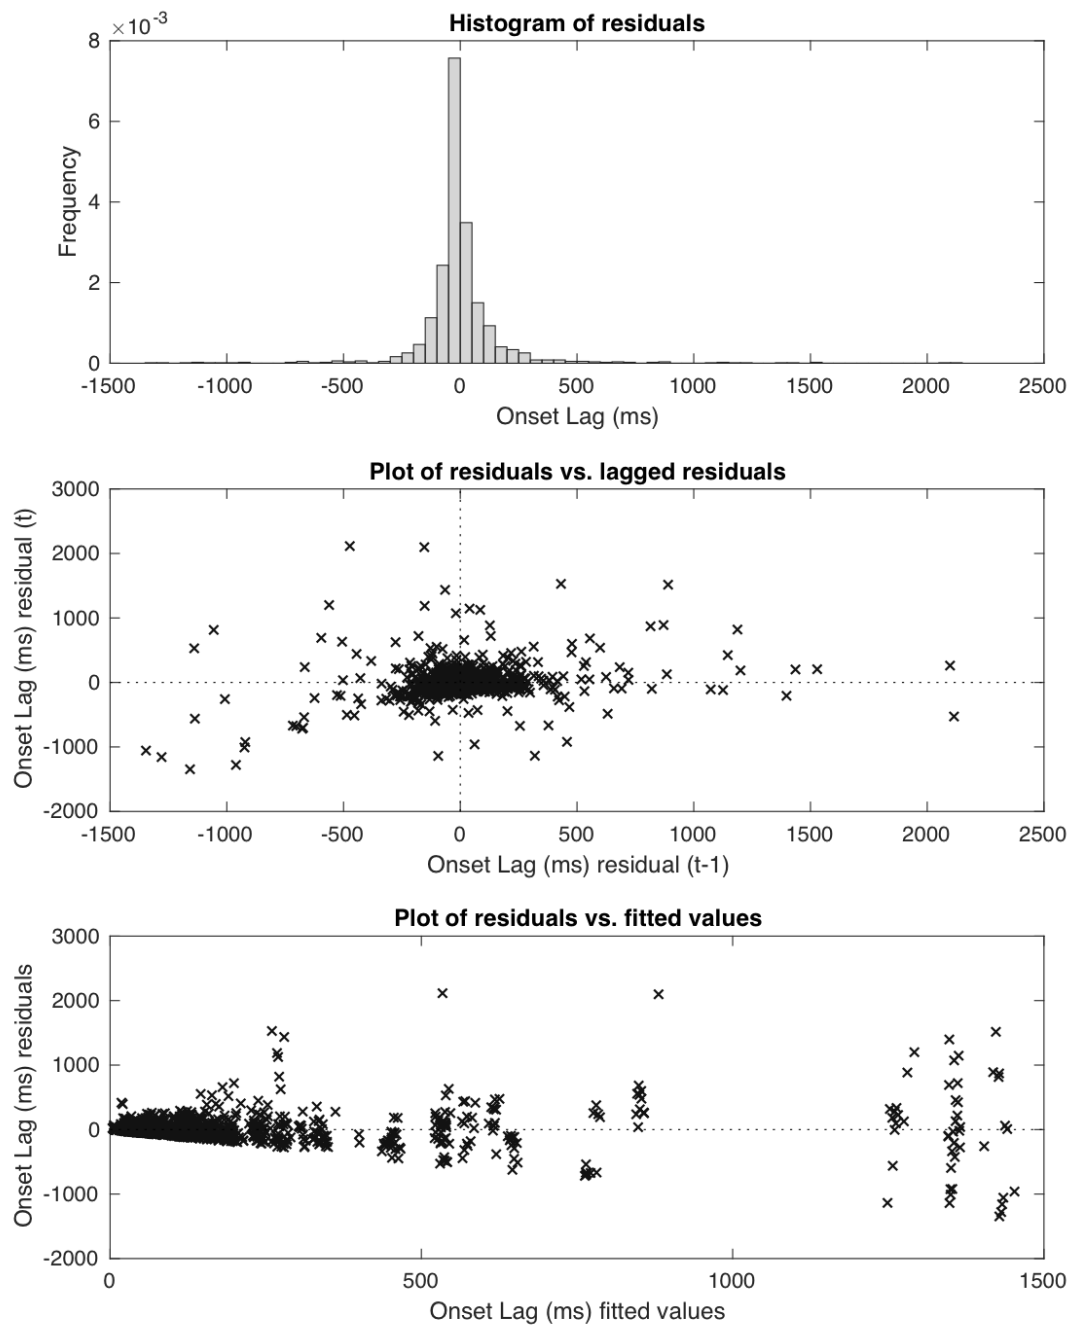 Histogram of residuals
×10-3
8
6
4
2
0
Frequency
-1500 -1000 -500 0 500 1000 1500 2000 2500
Onset Lag (ms)
Plot of residuals vs. lagged residuals
3000
2000
1000
0
-1000
-2000
Onset Lag (ms) residual (t)
-1500 -1000 -500 0 500 1000 1500 2000 2500
Onset Lag (ms) residual (t-1)
Plot of residuals vs. fitted values
3000
2000
1000
0
-1000
-2000
Onset Lag (ms) residuals
0 500 1000 1500
Onset Lag (ms) fitted values